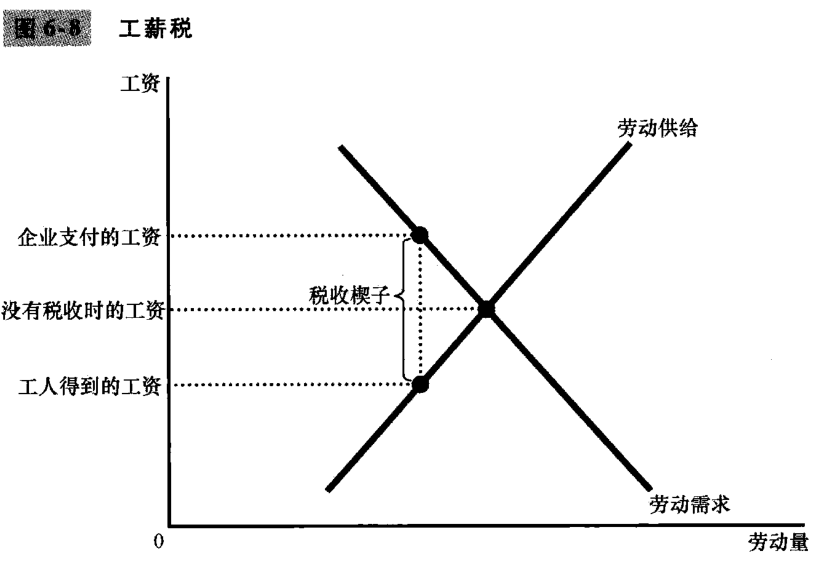 图6-8 工薪税
工资
劳动供给
企业支付的工资
税收楔子
没有税收时的工资
工人得到的工资
劳动需求
0
劳动量